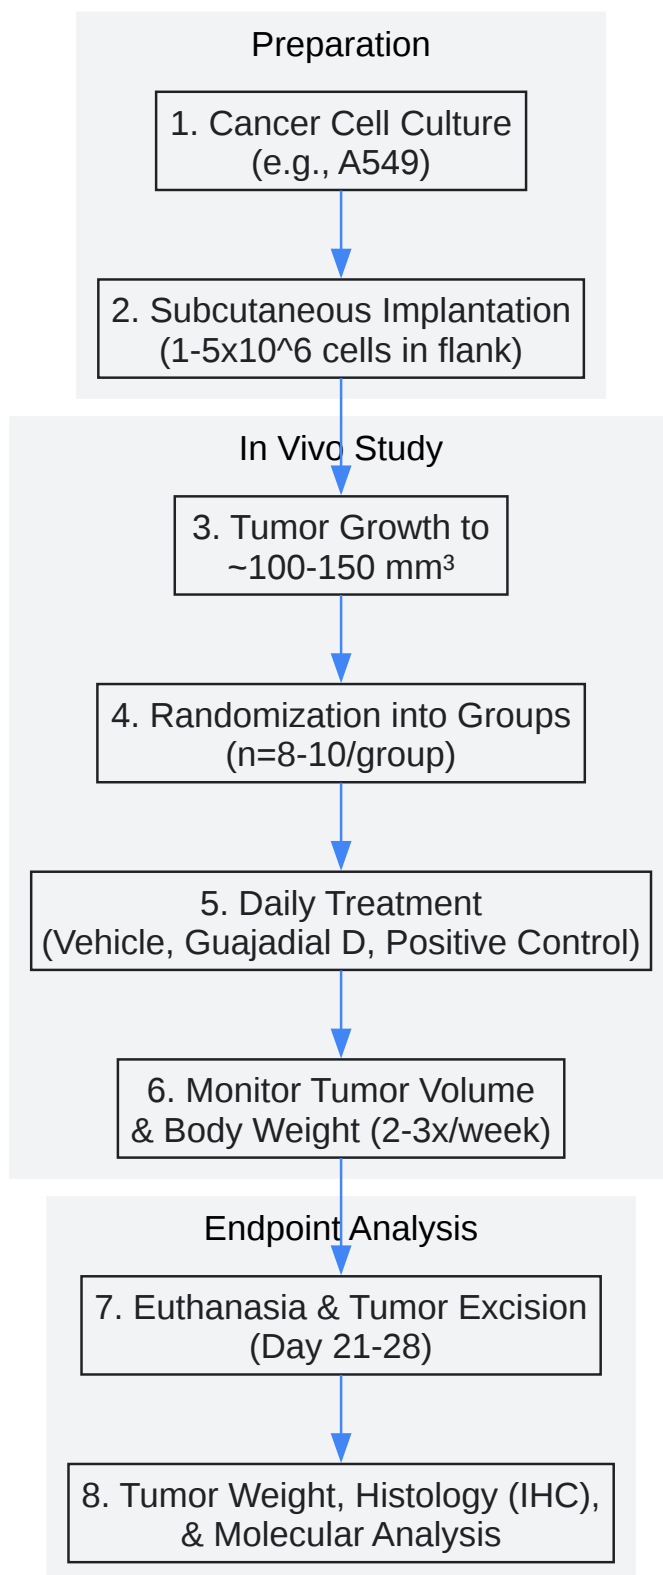 Preparation
1. Cancer Cell Culture
(e.g., A549)
2. Subcutaneous Implantation
(1-5x10^6 cells in flank)
In Vivo Study
3. Tumor Growth to
~100-150 mm³
4. Randomization into Groups
(n=8-10/group)
5. Daily Treatment
(Vehicle, Guajadial D, Positive Control)
6. Monitor Tumor Volume
& Body Weight (2-3x/week)
Endpoint Analysis
7. Euthanasia & Tumor Excision
(Day 21-28)
8. Tumor Weight, Histology (IHC),
& Molecular Analysis